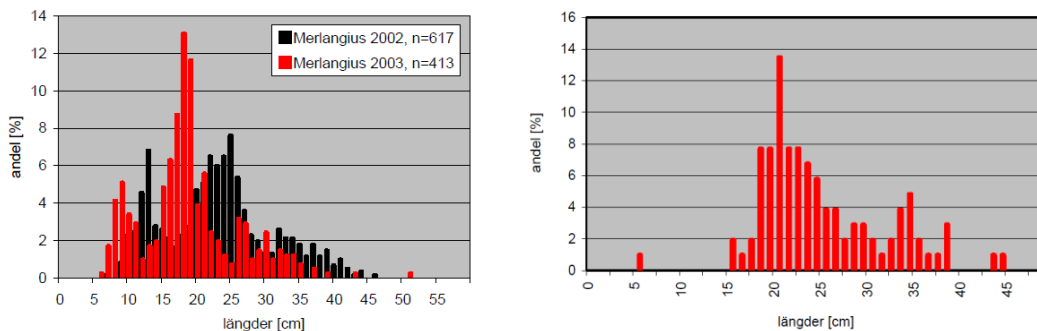 14
12
10
8
6
4
2
0
andel [%]
Merlangius 2002, n=617
Merlangius 2003, n=413
0 5 10 15 20 25 30 35 40 45 50 55
längder [cm]
16
14
12
10
8
6
4
2
0
andel [%]
0 5 10 15 20 25 30 35 40 45
längder [cm]